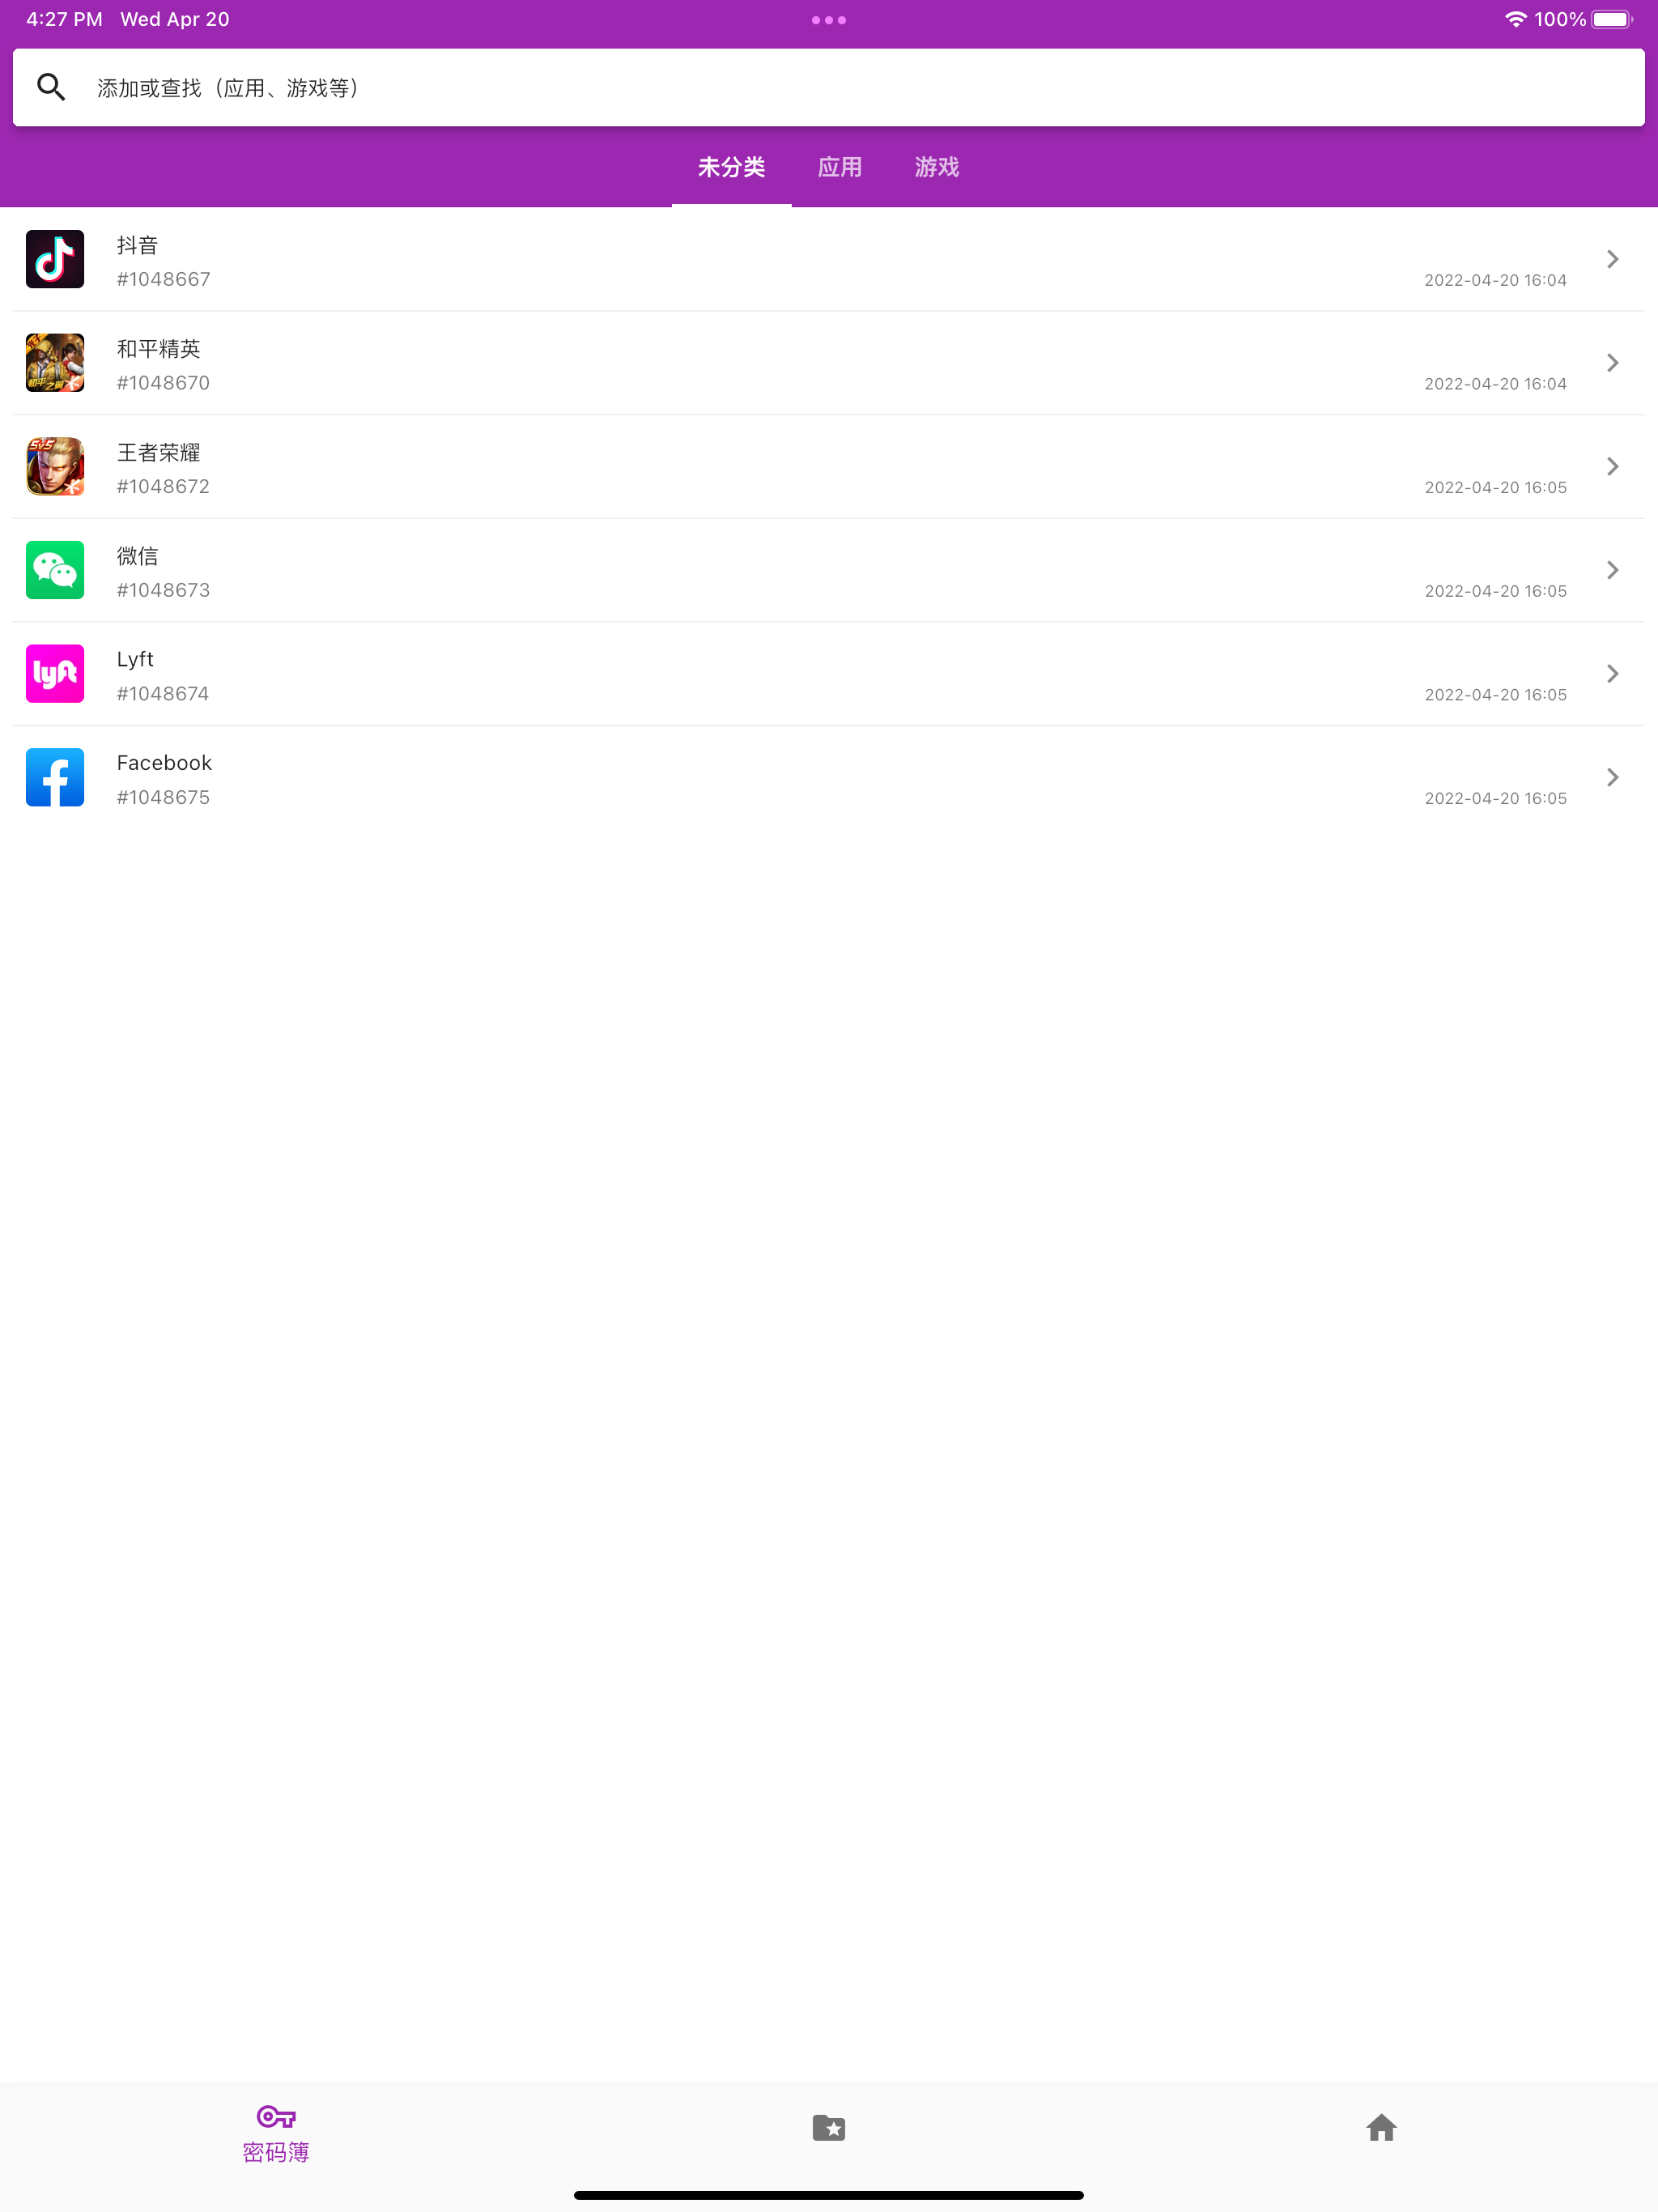 4:27 PM Wed Apr 20 100%
添加或查找（应用、游戏等）
未分类 应用 游戏
抖音
#1048667 2022-04-20 16:04
和平精英
#1048670 2022-04-20 16:04
5v5
王者荣耀
#1048672 2022-04-20 16:05
微信
#1048673 2022-04-20 16:05
lyft
Lyft
#1048674 2022-04-20 16:05
Facebook
#1048675 2022-04-20 16:05
密码簿